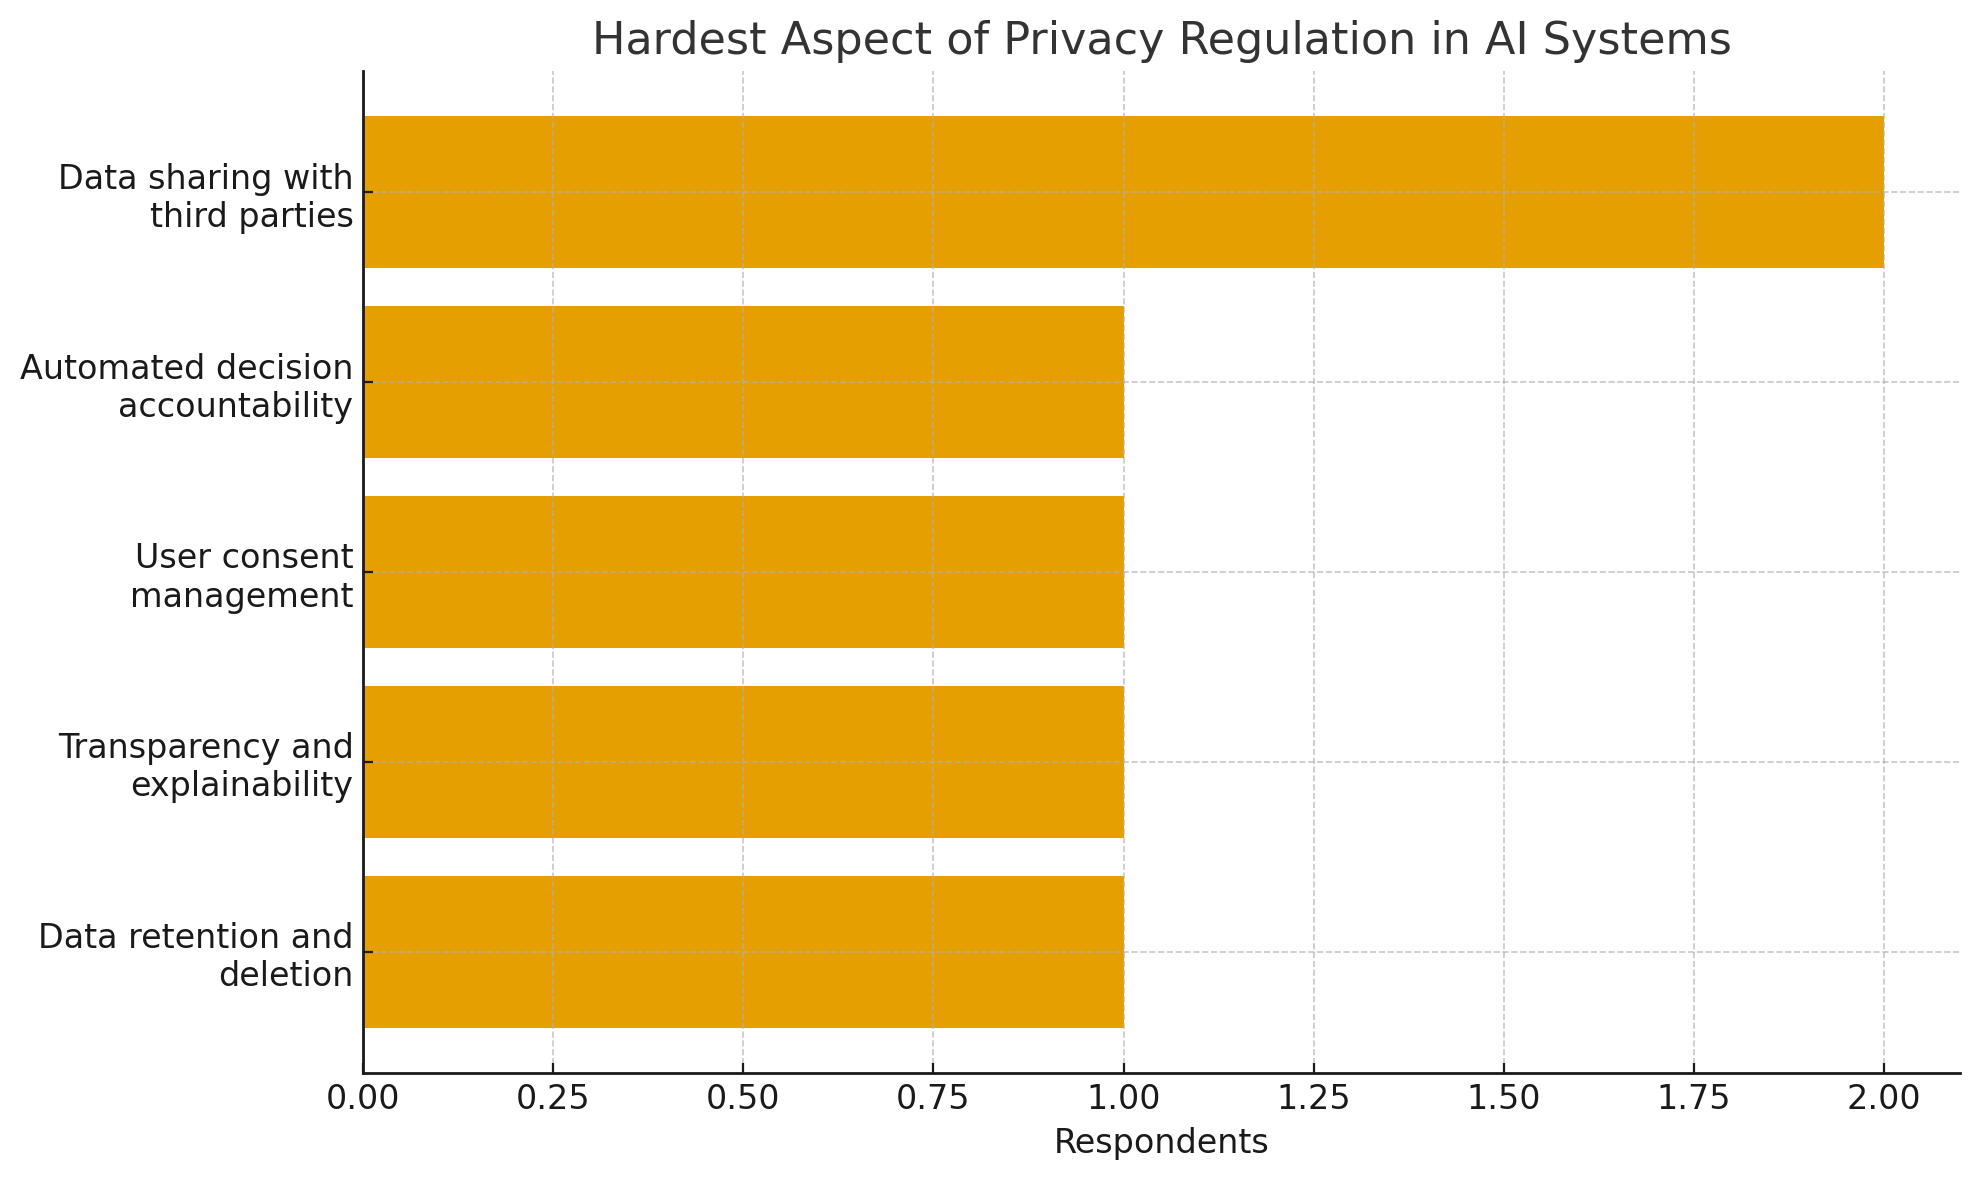 Hardest Aspect of Privacy Regulation in AI Systems
Data sharing with
third parties
Automated decision
accountability
User consent
management
Transparency and
explainability
Data retention and
deletion
0.00 0.25 0.50 0.75 1.00 1.25 1.50 1.75 2.00
Respondents